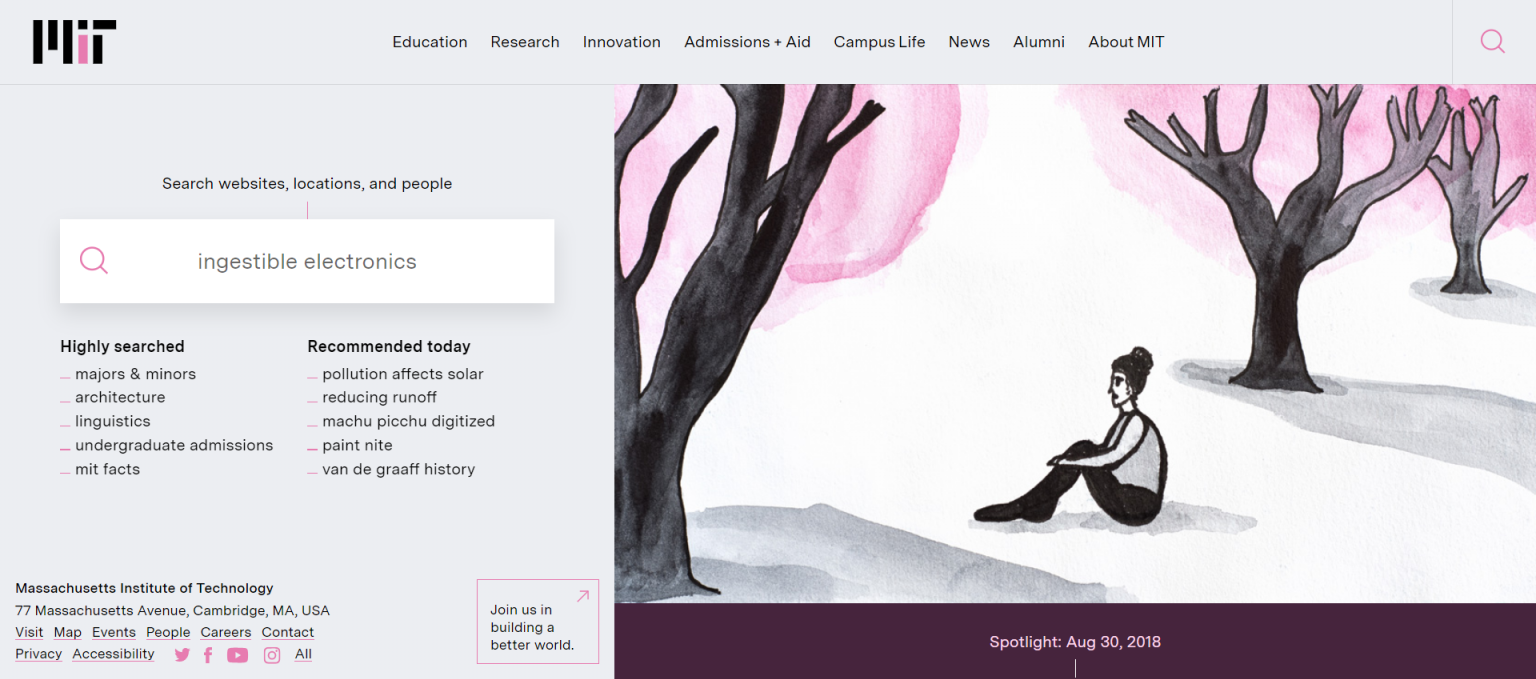 MIT
Education Research Innovation Admissions + Aid Campus Life News Alumni About MIT
Search websites, locations, and people
ingestible electronics
Highly searched
majors & minors
architecture
linguistics
undergraduate admissions
mit facts
Recommended today
pollution affects solar
reducing runoff
machu picchu digitized
paint nite
van de graaff history
Massachusetts Institute of Technology
77 Massachusetts Avenue, Cambridge, MA, USA
Visit Map Events People Careers Contact
Privacy Accessibility All
Join us in
building a
better world.
Spotlight: Aug 30, 2018